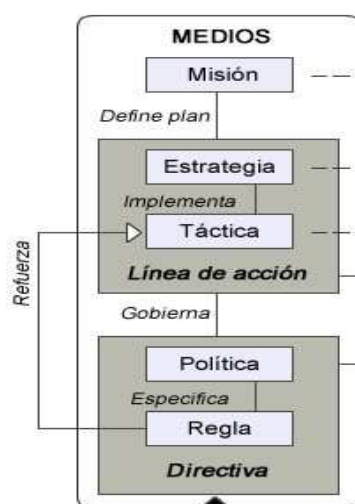 MEDIOS
Misión
Define plan
Estrategia
Implementa
Táctica
Línea de acción
Refuerza
Gobierna
Política
Especifica
Regla
Directiva